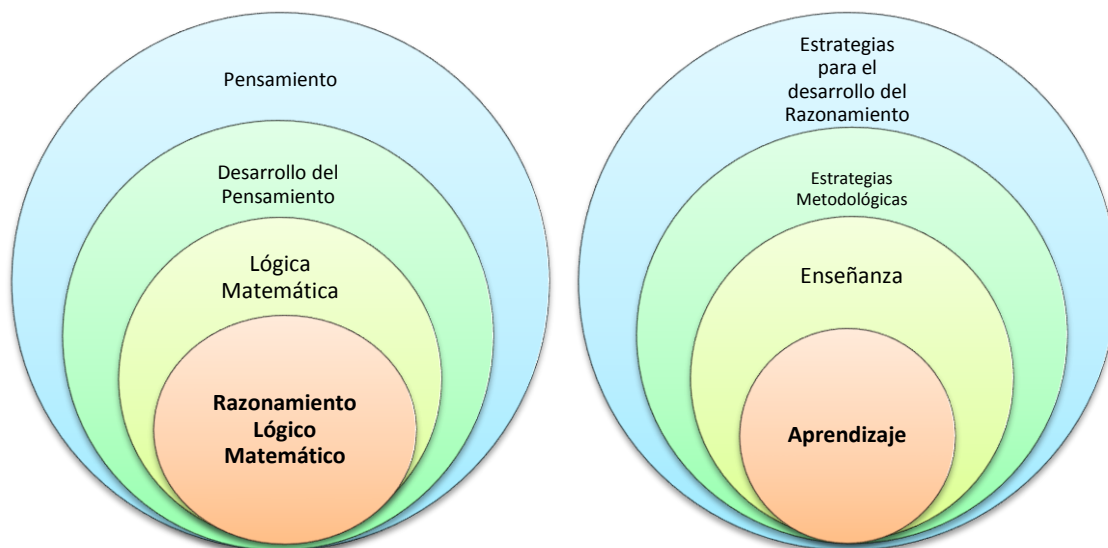 Pensamiento
Desarrollo del
Pensamiento
Lógica
Matemática
Razonamiento
Lógico
Matemático
Estrategias
para el
desarrollo del
Razonamiento
Estrategias
Metodológicas
Enseñanza
Aprendizaje